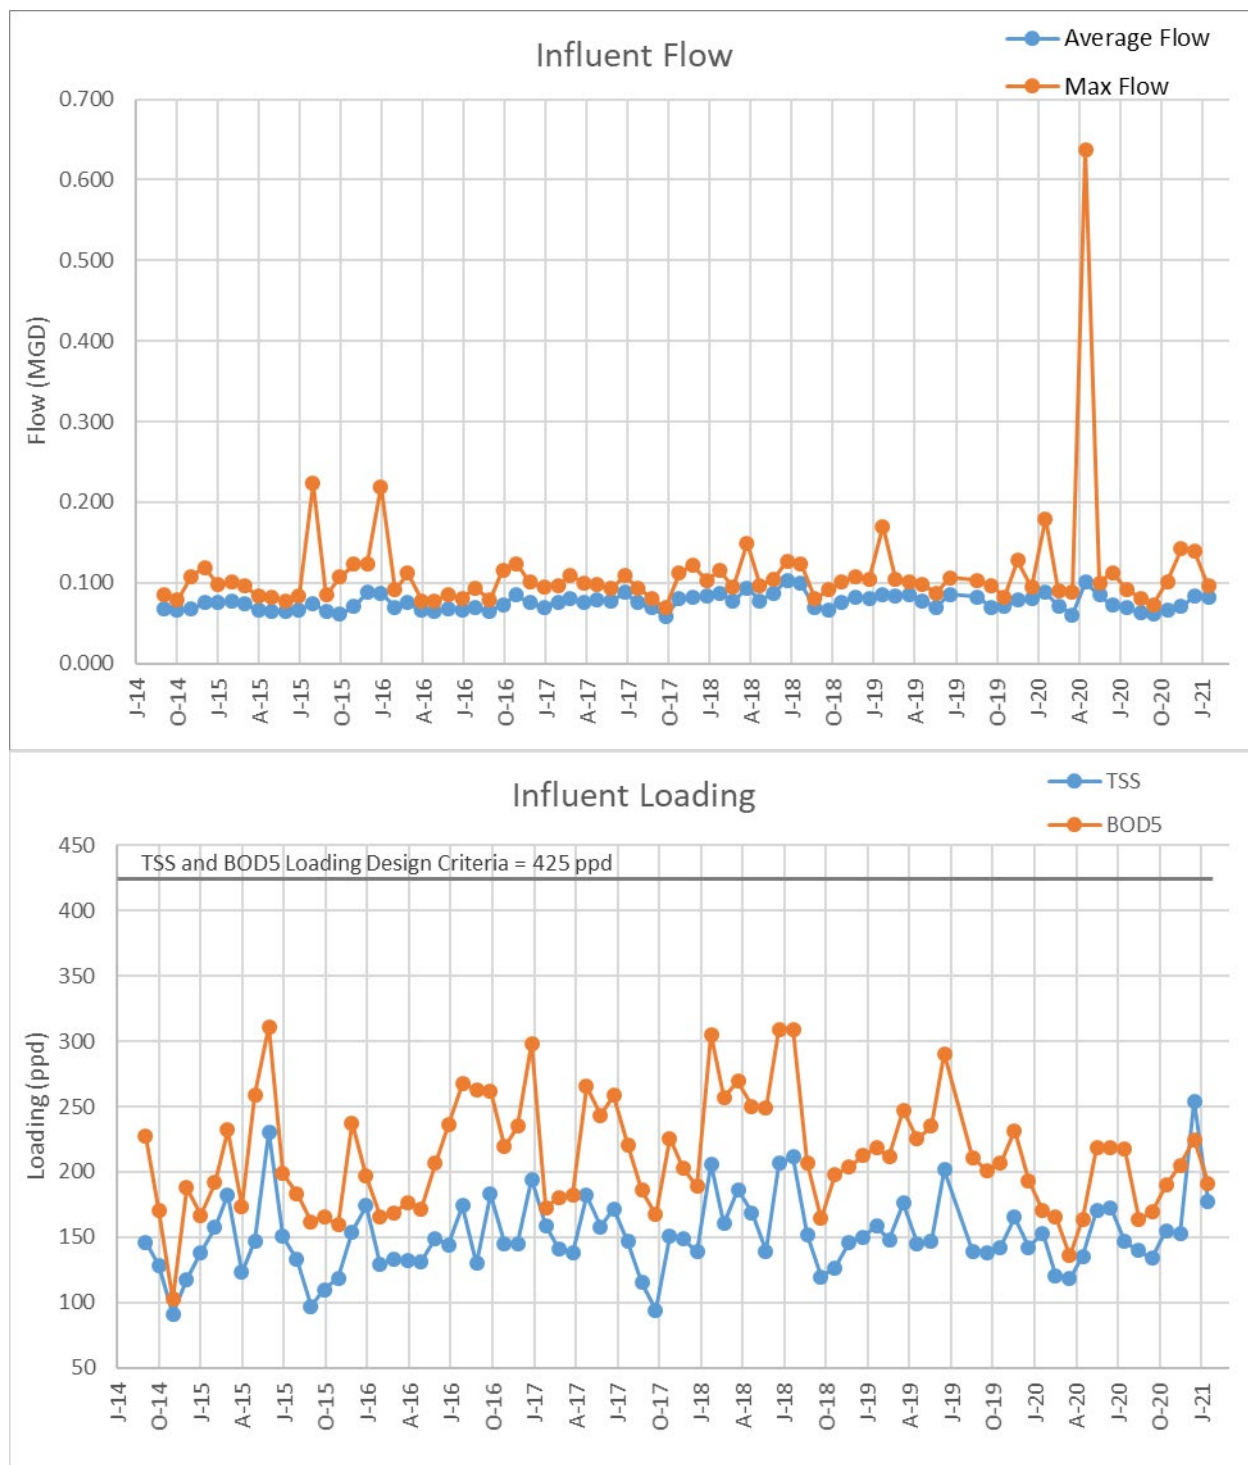 Influent Flow
Average Flow
Max Flow
Flow (MGD)
0.700
0.600
0.500
0.400
0.300
0.200
0.100
0.000
J-14 O-14 J-15 A-15 J-15 O-15 J-16 A-16 J-16 O-16 J-17 A-17 J-17 O-17 J-18 A-18 J-18 O-18 J-19 A-19 J-19 O-19 J-20 A-20 J-20 O-20 J-21
Influent Loading
TSS
BOD5
TSS and BOD5 Loading Design Criteria = 425 ppd
Loading (ppd)
450
400
350
300
250
200
150
100
50
J-14 O-14 J-15 A-15 J-15 O-15 J-16 A-16 J-16 O-16 J-17 A-17 J-17 O-17 J-18 A-18 J-18 O-18 J-19 A-19 J-19 O-19 J-20 A-20 J-20 O-20 J-21